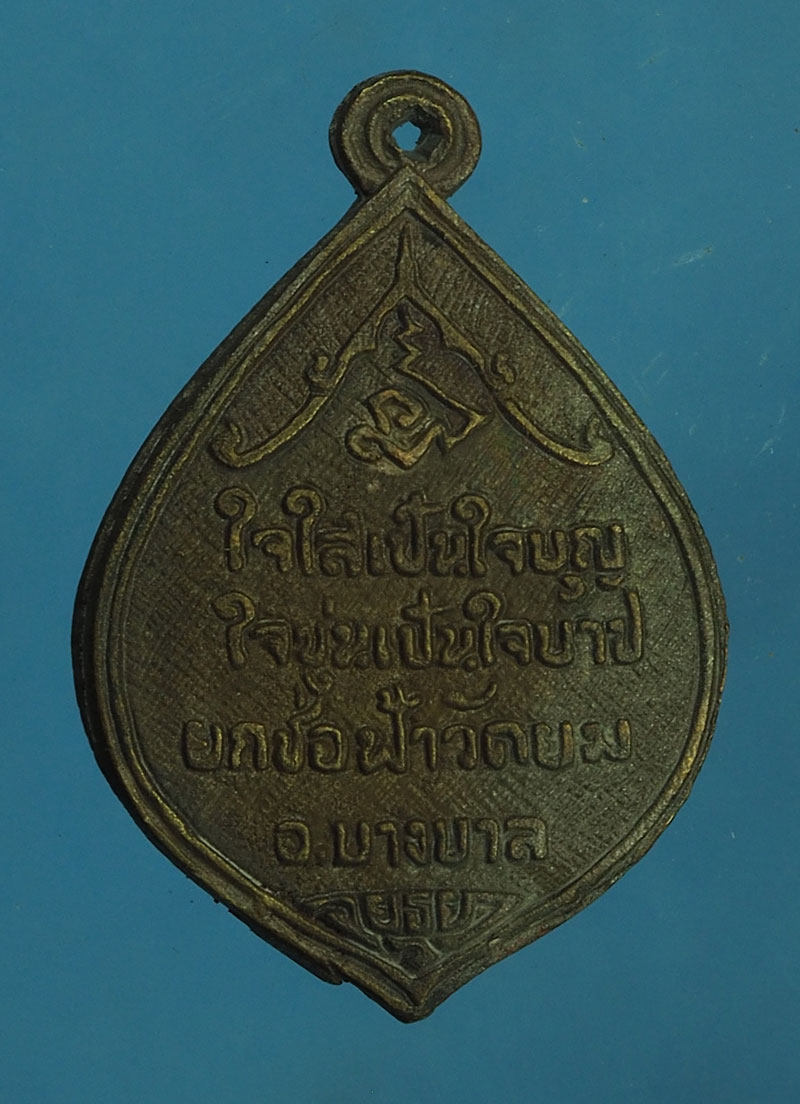 ใจใสเป็นใจบุญ
ใจขุ่นเป็นใจบาป
ยกช่อฟ้าวัดยม
อ.บางบาล
อยุธยา